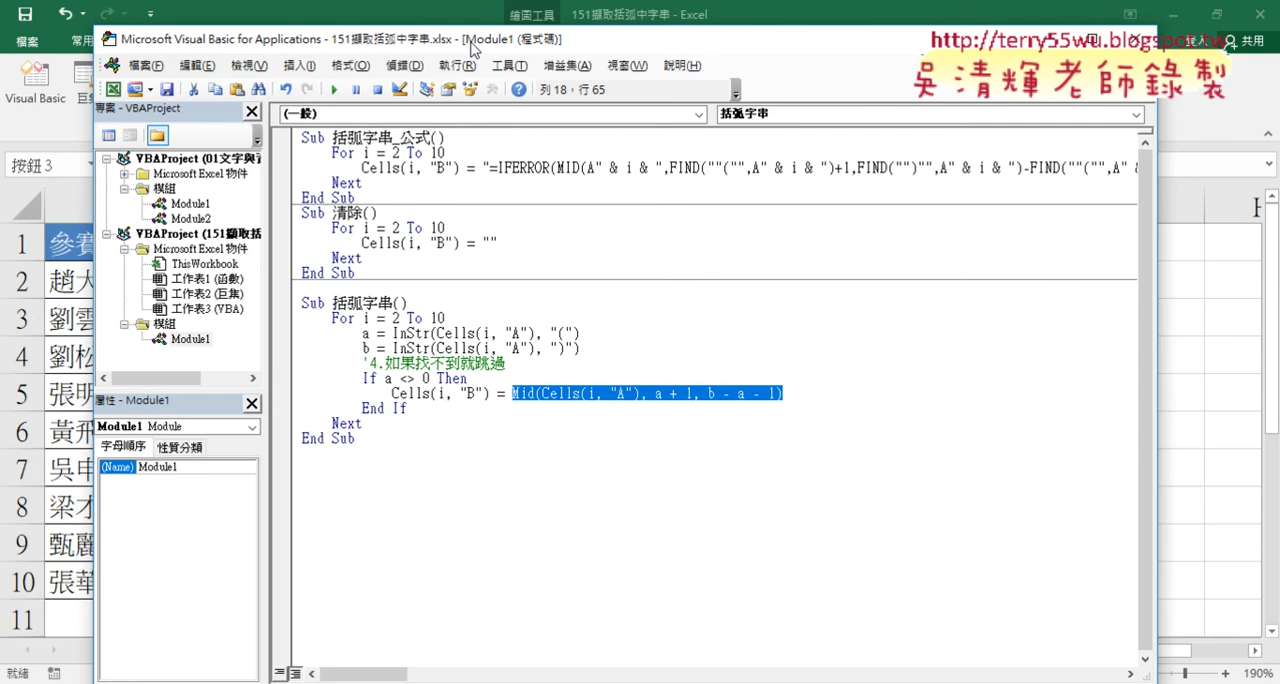 繪圖工具 151擷取括弧中字串 - Excel
檔案 常用
Microsoft Visual Basic for Applications - 151擷取括弧中字串.xlsx - [Module1 (程式碼)]
http://terry55wu.blogspot.tw
登入 共用
吳清輝老師錄製
檔案(F) 編輯(E) 檢視(V) 插入(I) 格式(O) 偵錯(D) 執行(R) 工具(T) 增益集(A) 視窗(W) 說明(H)
列 18，行 65
Visual Basic 巨集
專案 - VBAProject
(一般) 括弧字串
VBAProject (01文字與
Microsoft Excel 物件
模組
Module1
Module2
VBAProject (151擷取括
Microsoft Excel 物件
ThisWorkbook
工作表1 (函數)
工作表2 (巨集)
工作表3 (VBA)
模組
Module1
屬性 - Module1
Module1 Module
字母順序 性質分類
(Name) Module1
Sub 括弧字串_公式()
For i = 2 To 10
Cells(i, "B") = "=IFERROR(MID(A" & i & ",FIND(""("",A" & i & ")+1,FIND("")"",A" & i & ")-FIND(""("",A" &
Next
End Sub
Sub 清除()
For i = 2 To 10
Cells(i, "B") = ""
Next
End Sub
Sub 括弧字串()
For i = 2 To 10
a = InStr(Cells(i, "A"), "(")
b = InStr(Cells(i, "A"), ")")
'4.如果找不到就跳過
If a <> 0 Then
Cells(i, "B") = Mid(Cells(i, "A"), a + 1, b - a - 1)
End If
Next
End Sub
按鈕 3
H
1 參賽
2 趙大
3 劉雲
4 劉松
5 張明
6 黃飛
7 吳申
8 梁才
9 甄麗
10 張華
11
就緒
190%